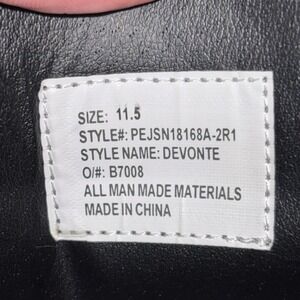 SIZE: 11.5
STYLE#: PEJSN18168A-2R1
STYLE NAME: DEVONTE
O/#: B7008
ALL MAN MADE MATERIALS
MADE IN CHINA